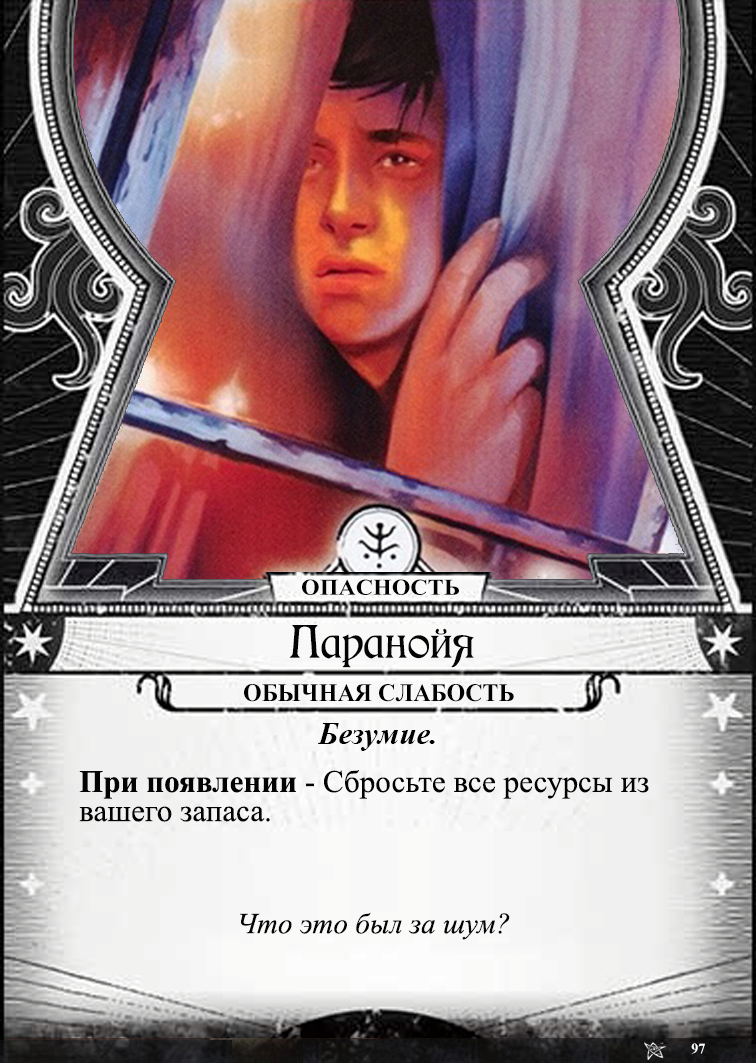 ОПАСНОСТЬ
Паранойя
ОБЫЧНАЯ СЛАБОСТЬ
Безумие.
При появлении - Сбросьте все ресурсы из
вашего запаса.
Что это был за шум?
97